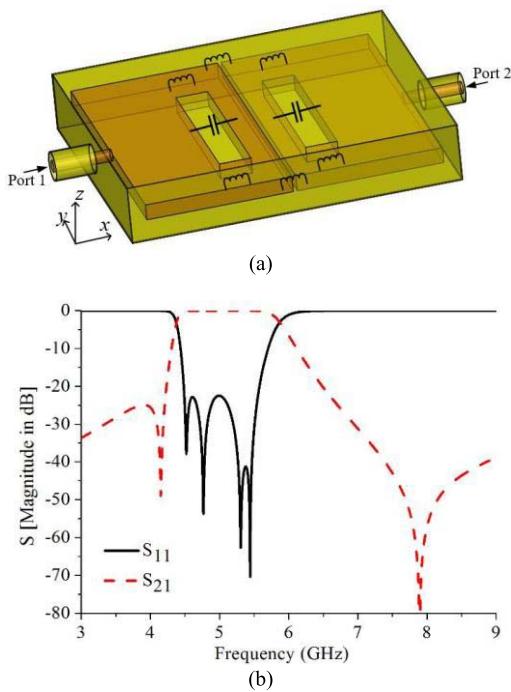 Port 2
Port 1
z
y
x
(a)
0
-10
-20
-30
-40
-50
-60
-70
-80
S [Magnitude in dB]
S11
S21
3 4 5 6 7 8 9
Frequency (GHz)
(b)